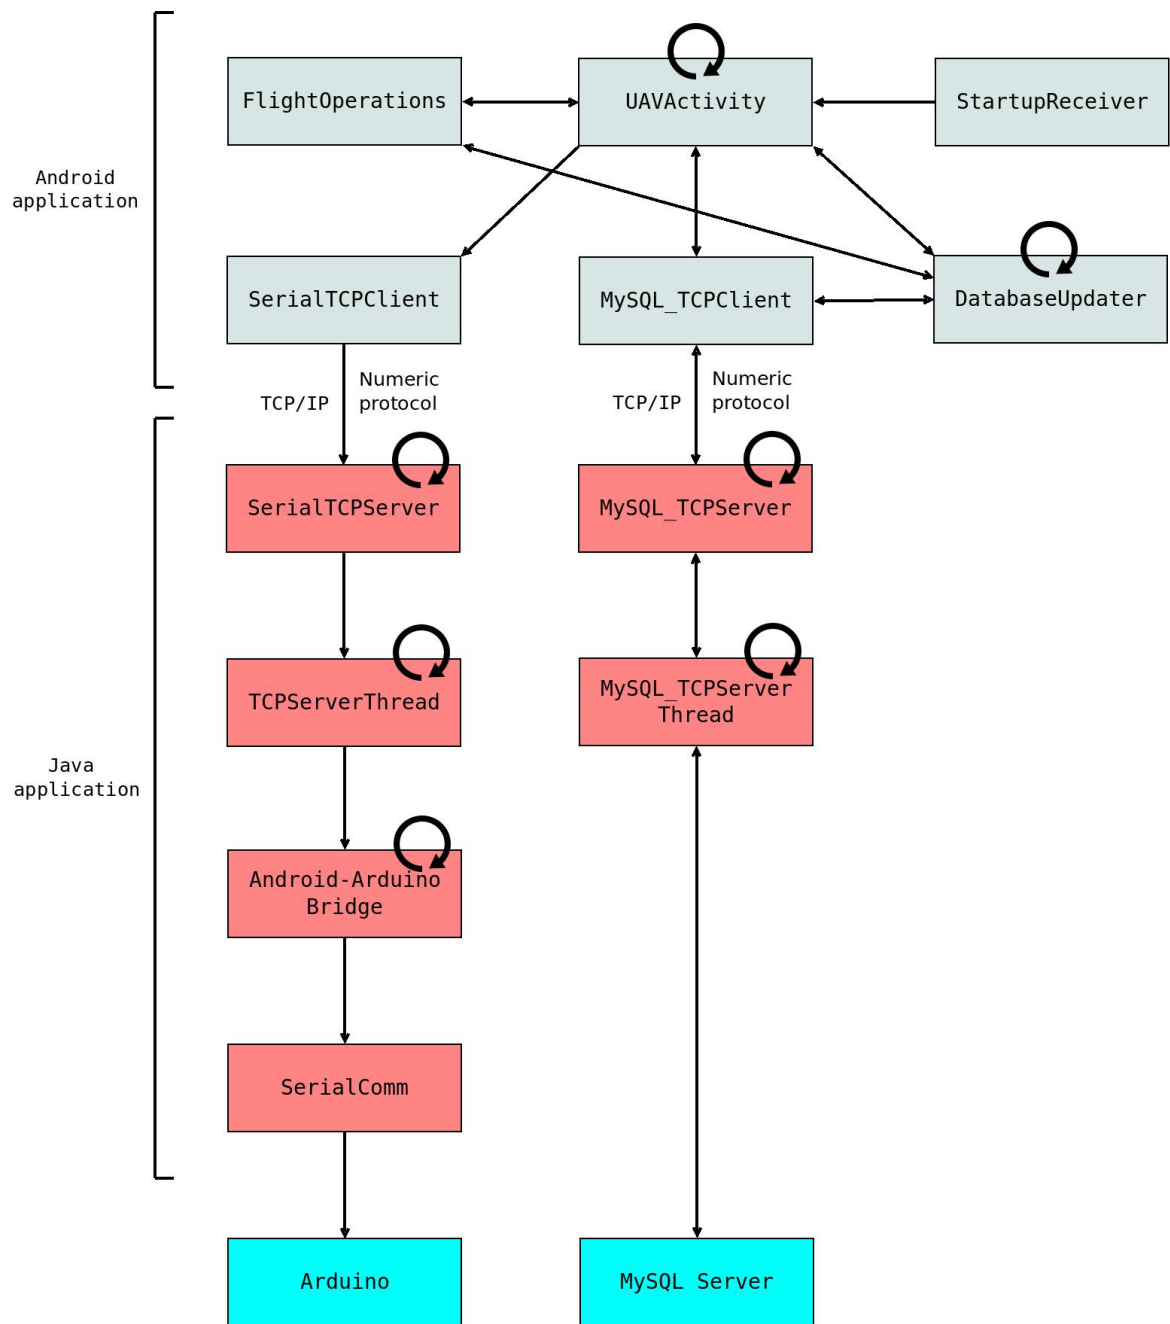 FlightOperations
UAVActivity
StartupReceiver
Android
application
SerialTCPClient
MySQL_TCPClient
DatabaseUpdater
TCP/IP
Numeric
protocol
TCP/IP
Numeric
protocol
SerialTCPServer
MySQL_TCPServer
TCPServerThread
MySQL_TCPServer
Thread
Java
application
Android-Arduino
Bridge
SerialComm
Arduino
MySQL Server